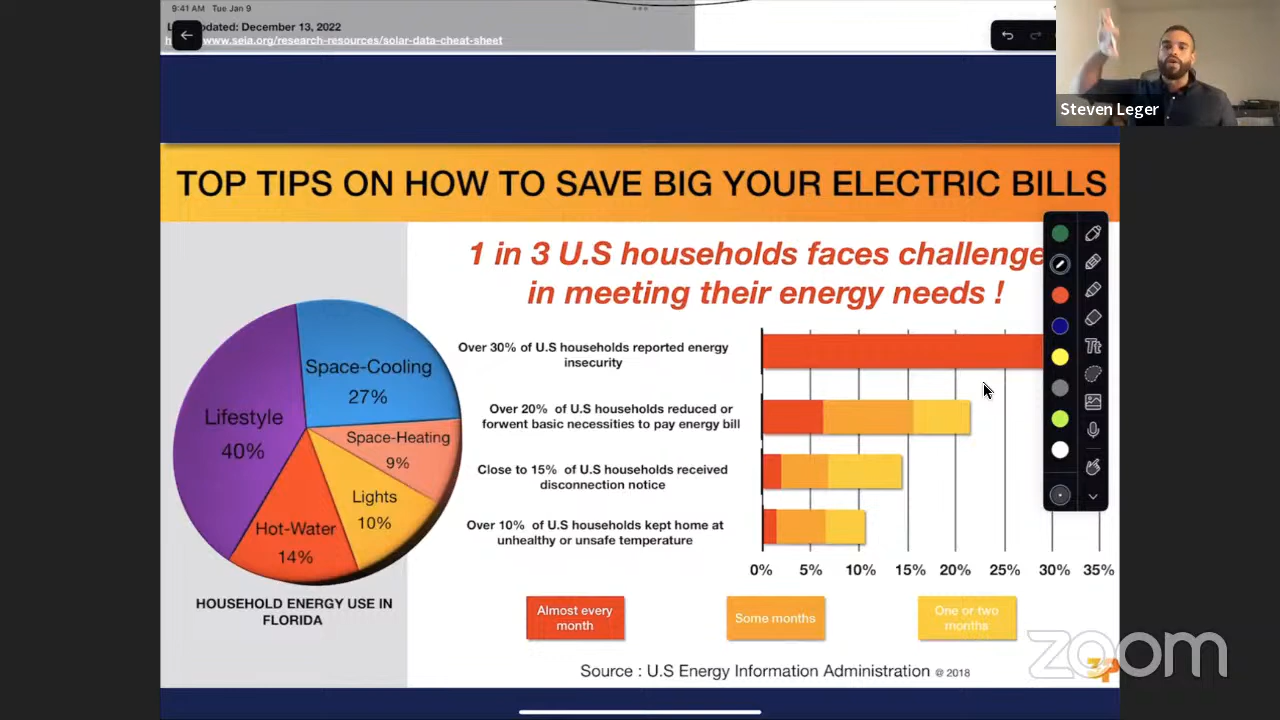 9:41 AM Tue Jan 9
dated: December 13, 2022
www.seia.org/research-resources/solar-data-cheat-sheet
Steven Leger
TOP TIPS ON HOW TO SAVE BIG YOUR ELECTRIC BILLS
1 in 3 U.S households faces challenge
in meeting their energy needs !
Space-Cooling
27%
Lifestyle
40%
Space-Heating
9%
Lights
10%
Hot-Water
14%
HOUSEHOLD ENERGY USE IN
FLORIDA
Over 30% of U.S households reported energy
insecurity
Over 20% of U.S households reduced or
forwent basic necessities to pay energy bill
Close to 15% of U.S households received
disconnection notice
Over 10% of U.S households kept home at
unhealthy or unsafe temperature
0% 5% 10% 15% 20% 25% 30% 35%
Almost every
month
Some months
One or two
months
Source : U.S Energy Information Administration @ 2018
Tt
zoom